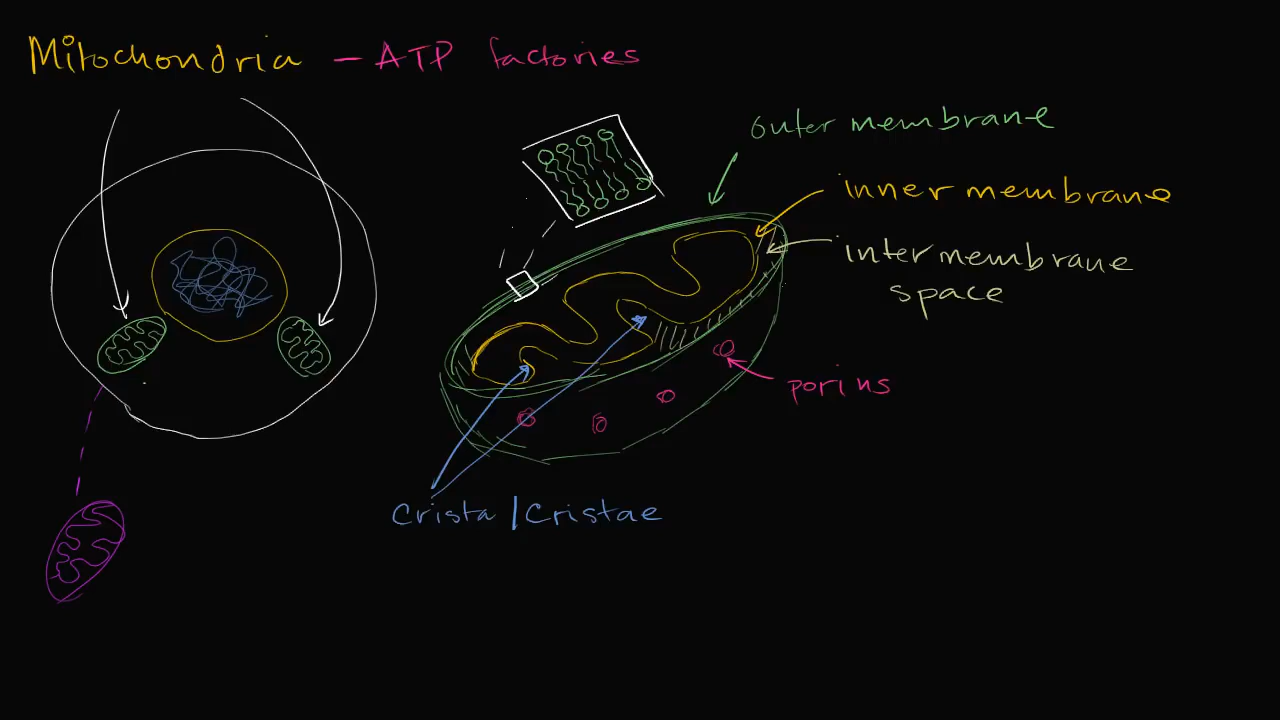 Mitochondria - ATP factories
outer membrane
inner membrane
intermembrane
space
porins
Crista/Cristae